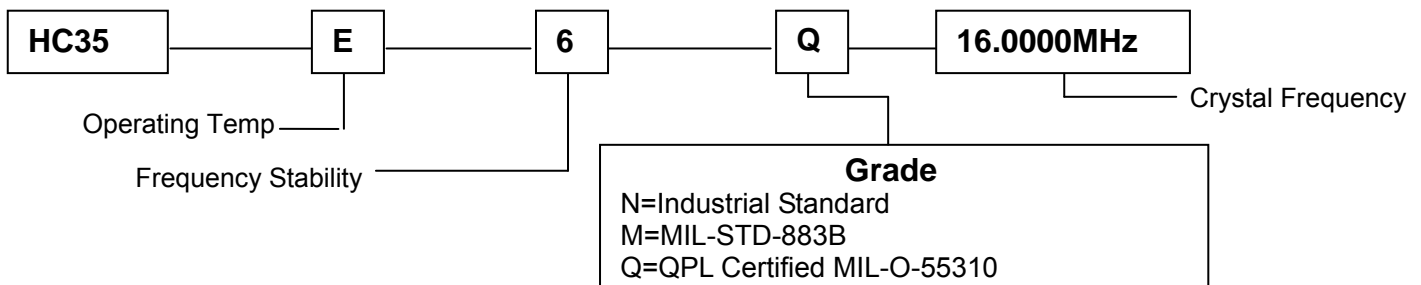 HC35 E 6 Q 16.0000MHz
Crystal Frequency
Operating Temp
Frequency Stability
Grade
N=Industrial Standard
M=MIL-STD-883B
Q=QPL Certified MIL-O-55310